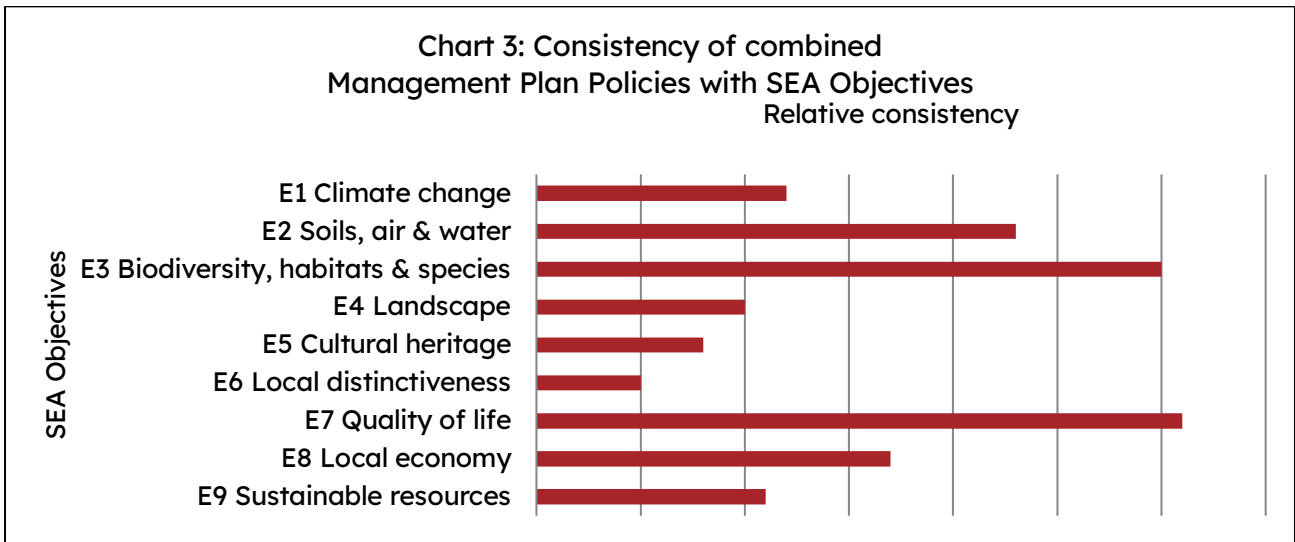 Chart 3: Consistency of combined
Management Plan Policies with SEA Objectives
Relative consistency
SEA Objectives
E1 Climate change
E2 Soils, air & water
E3 Biodiversity, habitats & species
E4 Landscape
E5 Cultural heritage
E6 Local distinctiveness
E7 Quality of life
E8 Local economy
E9 Sustainable resources